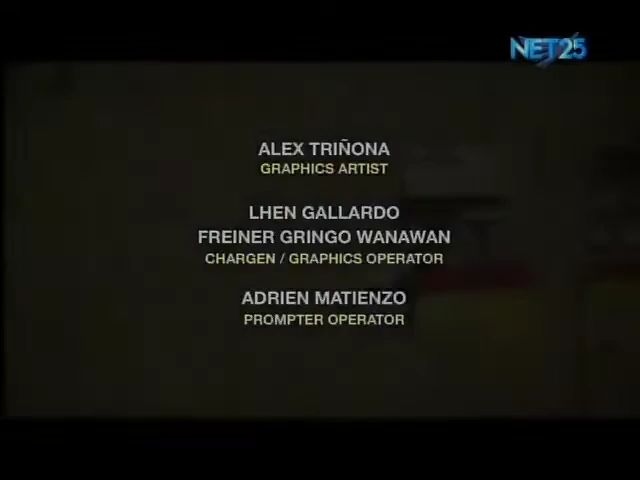 NET25
ALEX TRIÑONA
GRAPHICS ARTIST
LHEN GALLARDO
FREINER GRINGO WANAWAN
CHARGEN / GRAPHICS OPERATOR
ADRIEN MATIENZO
PROMPTER OPERATOR